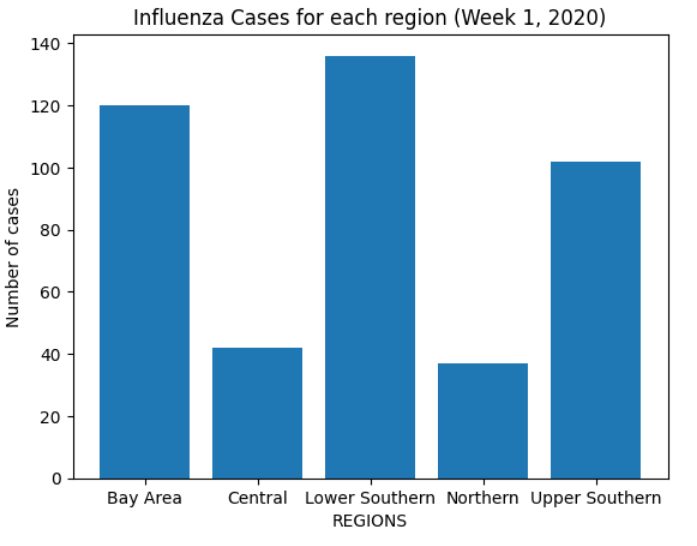 Influenza Cases for each region (Week 1, 2020)
Number of cases
140
120
100
80
60
40
20
0
Bay Area Central Lower Southern Northern Upper Southern
REGIONS